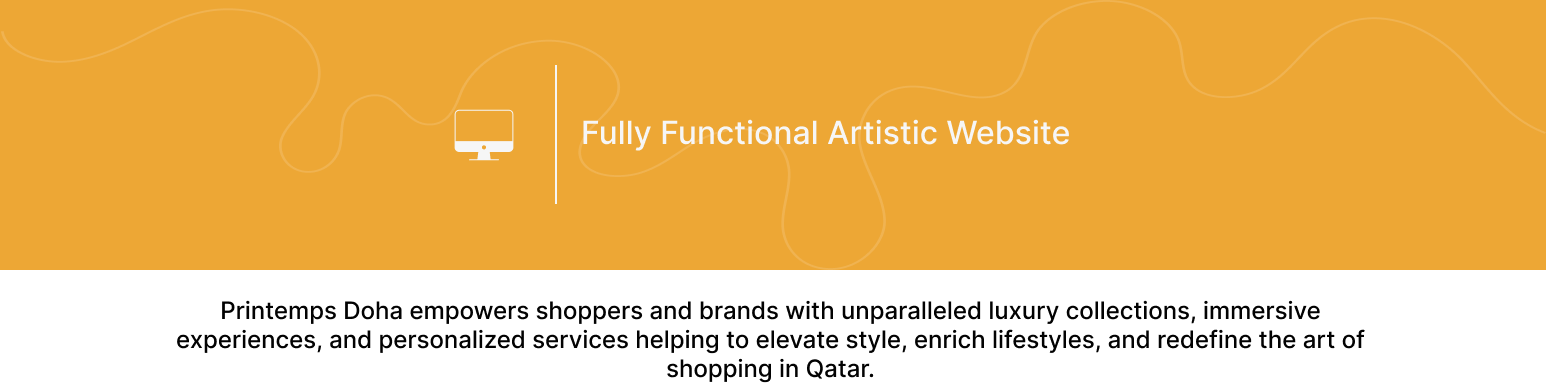 Fully Functional Artistic Website
Printemps Doha empowers shoppers and brands with unparalleled luxury collections, immersive
experiences, and personalized services helping to elevate style, enrich lifestyles, and redefine the art of
shopping in Qatar.